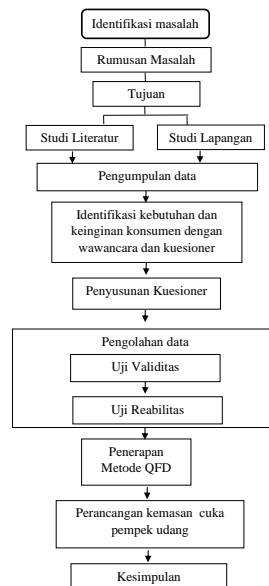 Identifikasi masalah
Rumusan Masalah
Tujuan
Studi Literatur
Studi Lapangan
Pengumpulan data
Identifikasi kebutuhan dan
keinginan konsumen dengan
wawancara dan kuesioner
Penyusunan Kuesioner
Pengolahan data
Uji Validitas
Uji Reabilitas
Penerapan
Metode QFD
Perancangan kemasan cuka
pempek udang
Kesimpulan